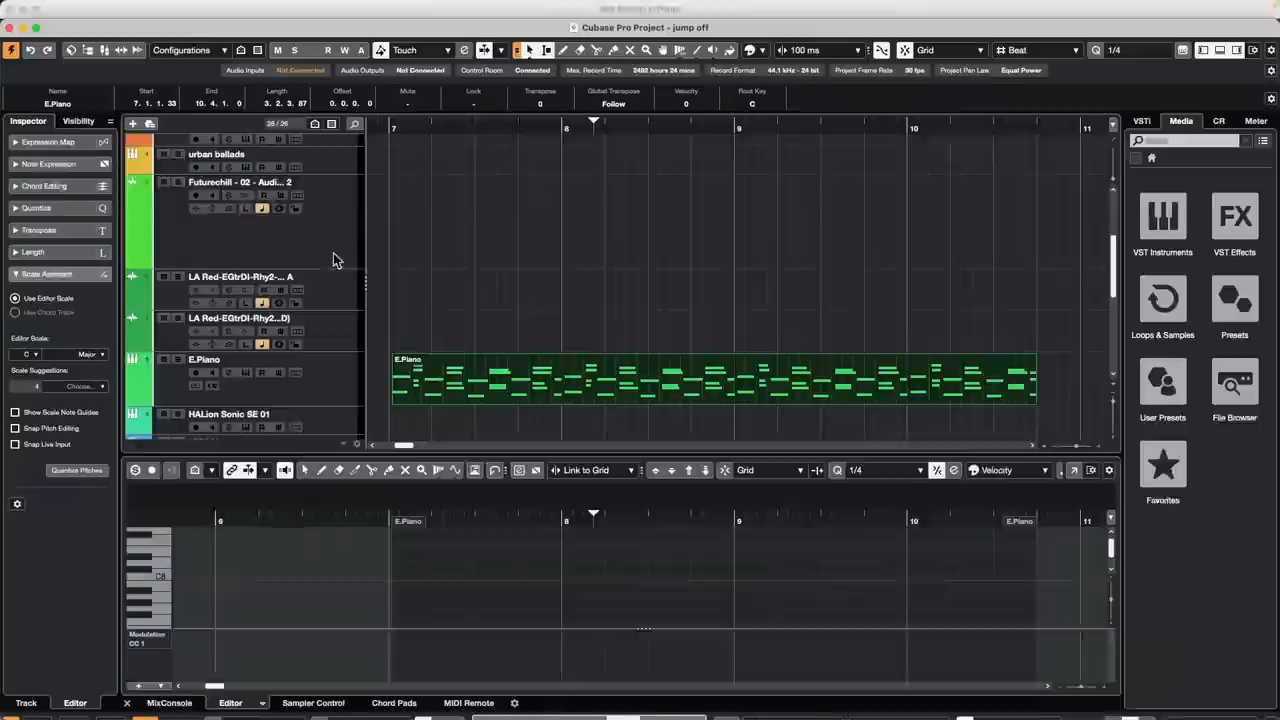 Cubase Pro Project - jump off
Configurations
M S R W A
Touch
100 ms
Grid
Beat
Q 1/4
Audio Inputs Not Connected Audio Outputs Not Connected Control Room Connected Max. Record Time 2492 hours 24 mins Record Format 44.1 kHz - 24 bit Project Frame Rate 30 fps Project Pan Law Equal Power
Name Start End Length Offset Mute Lock Transpose Global Transpose Velocity Root Key
E.Piano 7. 1. 1. 33 10. 4. 1. 0 3. 2. 3. 87 0. 0. 0. 0 - - 0 Follow 0 C
Inspector Visibility
26 / 26
7 8 9 10 11
VSTi Media CR Meter
Expression Map
Note Expression
Chord Editing
Quantize Q
Transpose T
Length L
Scale Assistant
Use Editor Scale
Use Chord Track
Editor Scale:
C Major
Scale Suggestions:
4 Choose...
Show Scale Note Guides
Snap Pitch Editing
Snap Live Input
Quantize Pitches
urban ballads
Futurechill - 02 - Audi... 2
LA Red-EGtrDI-Rhy2-... A
LA Red-EGtrDI-Rhy2...D)
E.Piano
HALion Sonic SE 01
E.Piano
VST Instruments
FX
VST Effects
Loops & Samples
Presets
User Presets
File Browser
Favorites
Link to Grid
Grid
1/4
Velocity
6 E.Piano 8 9 10 E.Piano 11
C8
Modulation
CC 1
Track Editor
MixConsole Editor Sampler Control Chord Pads MIDI Remote